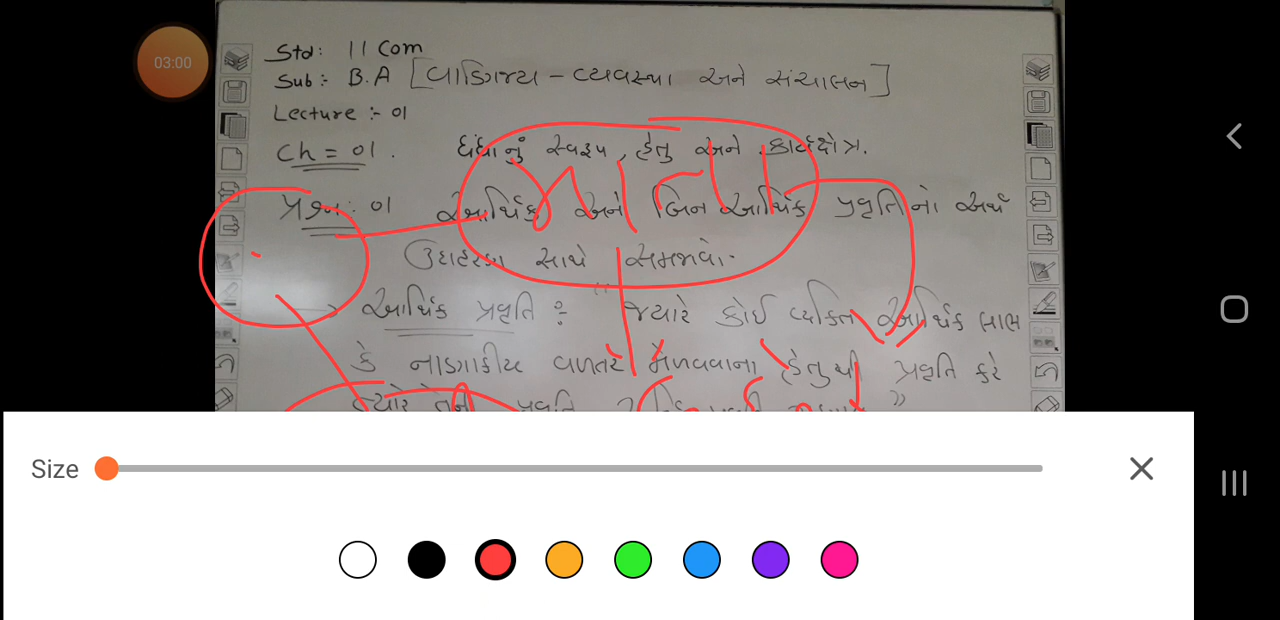 03:00
Std: 11 Com
Sub: B.A [વાણિજ્ય - વ્યવસ્થા અને સંચાલન]
Lecture :- 01
Ch = 01. ધંધાનું સ્વરૂપ, હેતુ અને કાર્યક્ષેત્ર.
પ્રશ્ન: 01 આર્થિક અને બિન આર્થિક પ્રવૃતિનો અર્થ
ઉદાહરણ સાથે સમજાવો.
→ આર્થિક પ્રવૃતિ :- "જ્યારે કોઈ વ્યકિત આર્થિક લાભ
કે નાણાકીય વળતર મેળવવાના હેતુથી પ્રવૃતિ કરે
ત્યારે તેની પ્રવૃતિ
Size